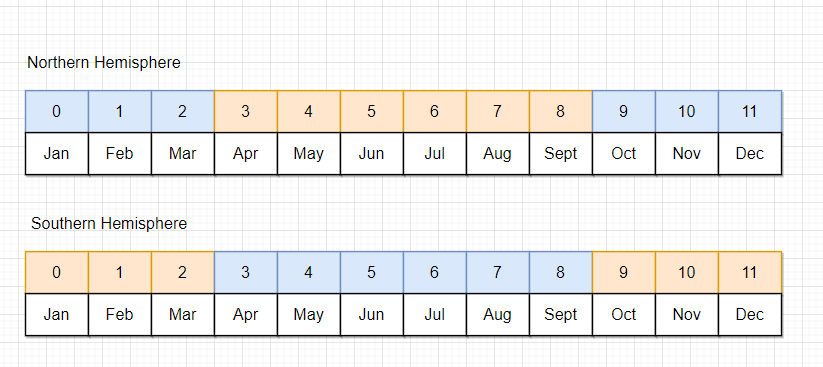 Northern Hemisphere
0 1 2 3 4 5 6 7 8 9 10 11
Jan Feb Mar Apr May Jun Jul Aug Sept Oct Nov Dec
Southern Hemisphere
0 1 2 3 4 5 6 7 8 9 10 11
Jan Feb Mar Apr May Jun Jul Aug Sept Oct Nov Dec